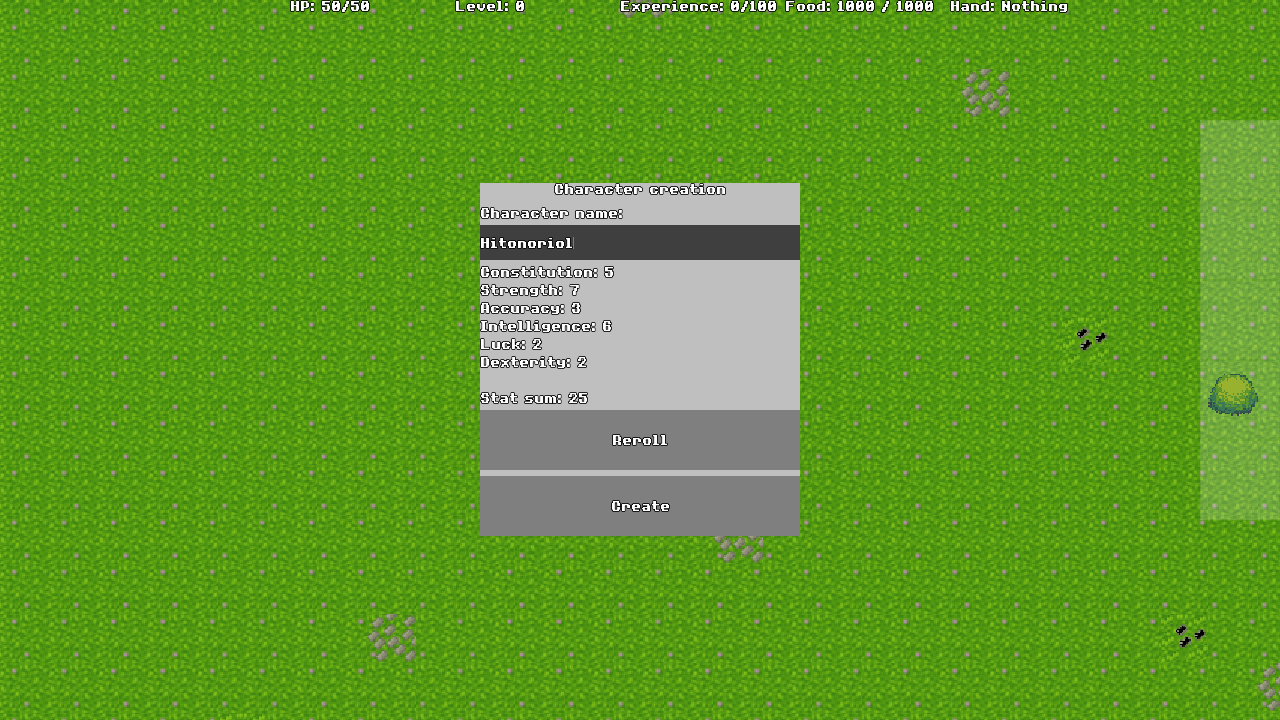 HP: 50/50 Level: 0 Experience: 0/100 Food: 1000 / 1000 Hand: Nothing
Character creation
Character name:
Hitonoriol
Constitution: 5
Strength: 7
Accuracy: 3
Intelligence: 6
Luck: 2
Dexterity: 2
Stat sum: 25
Reroll
Create